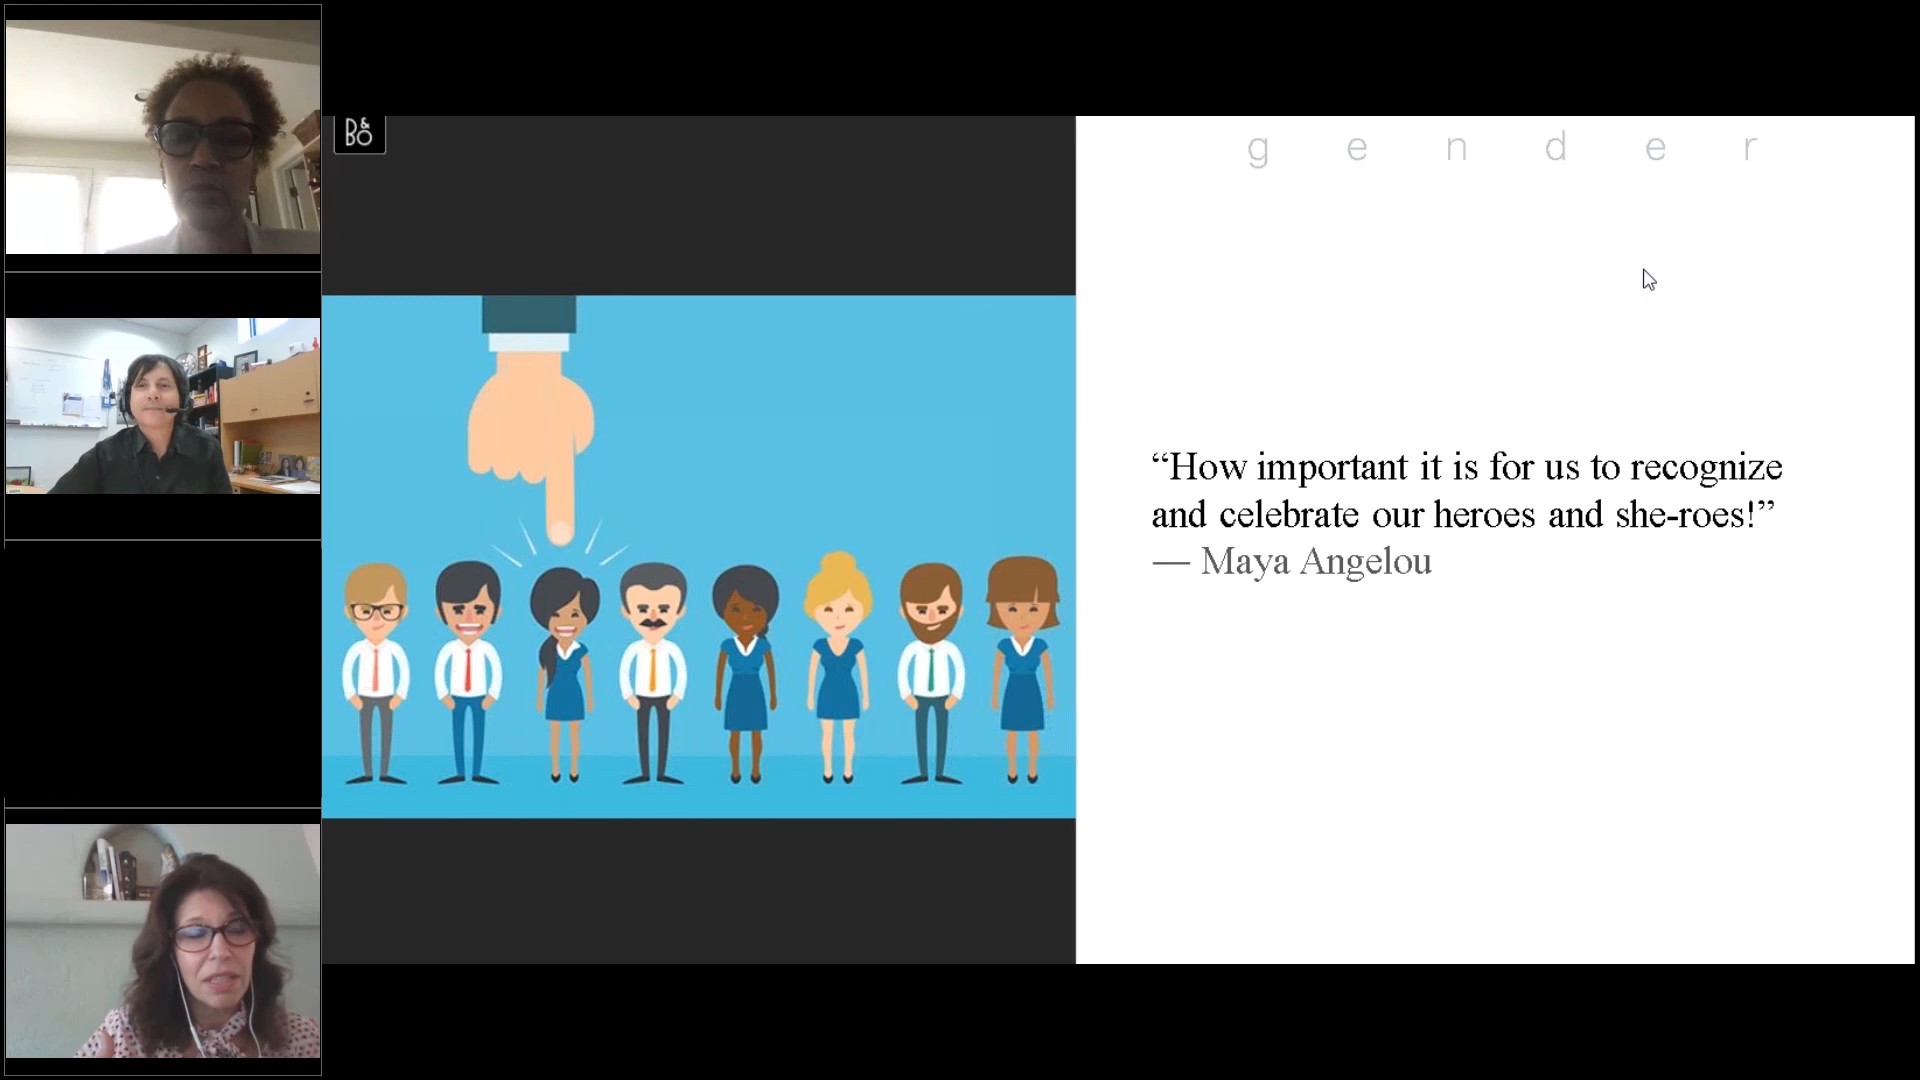 B&O
g e n d e r
“How important it is for us to recognize
and celebrate our heroes and she-roes!”
— Maya Angelou